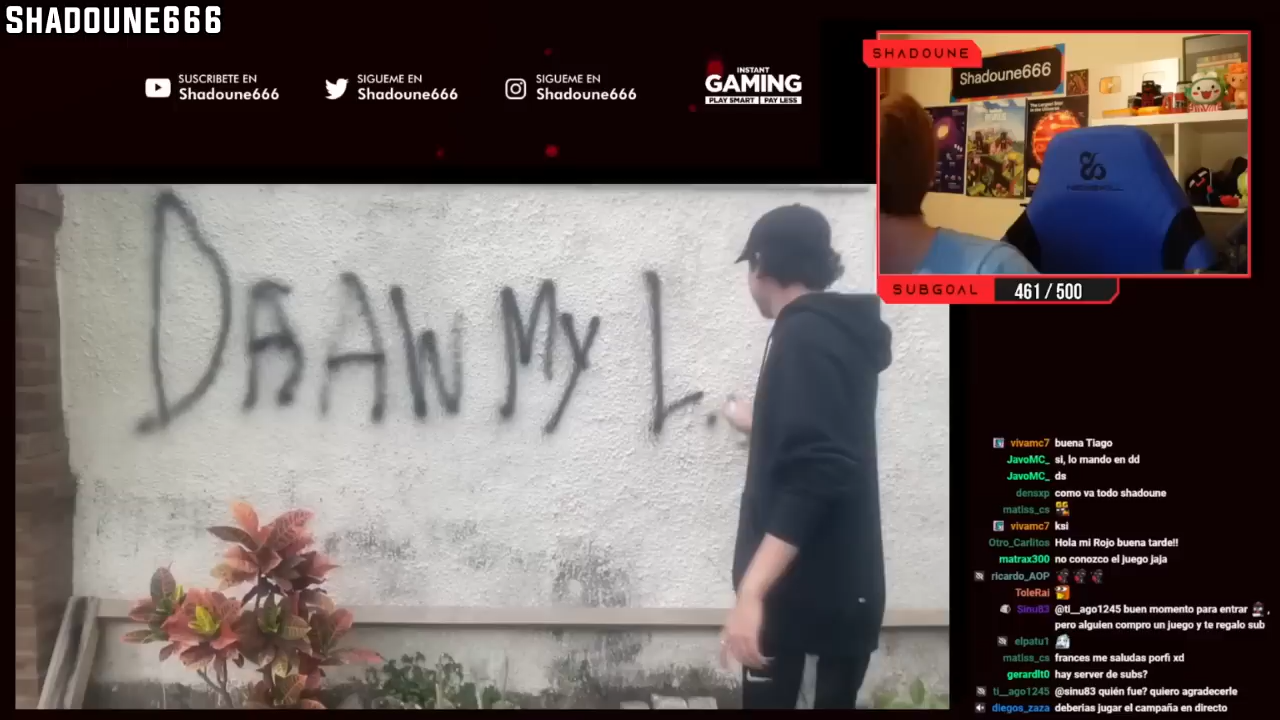 SHADOUNE666
SUSCRIBETE EN
Shadoune666
SIGUEME EN
Shadoune666
SIGUEME EN
Shadoune666
INSTANT
GAMING
PLAY SMART | PAY LESS
SHADOUNE
Shadoune666
SUBGOAL 461 / 500
DRAW MY L.
vivamc7 buena Tiago
JavoMC_ si, lo mando en dd
JavoMC_ ds
densxp como va todo shadoune
matiss_cs
vivamc7 ksi
Otro_Carlitos Hola mi Rojo buena tarde!!
matrax300 no conozco el juego jaja
ricardo_AOP
ToleRai
Sinu83 @ti__ago1245 buen momento para entrar ,
pero alguien compro un juego y te regalo sub
elpatu1
matiss_cs frances me saludas porfi xd
gerardlt0 hay server de subs?
ti__ago1245 @sinu83 quién fue? quiero agradecerle
diegos_zaza deberias jugar el campaña en directo